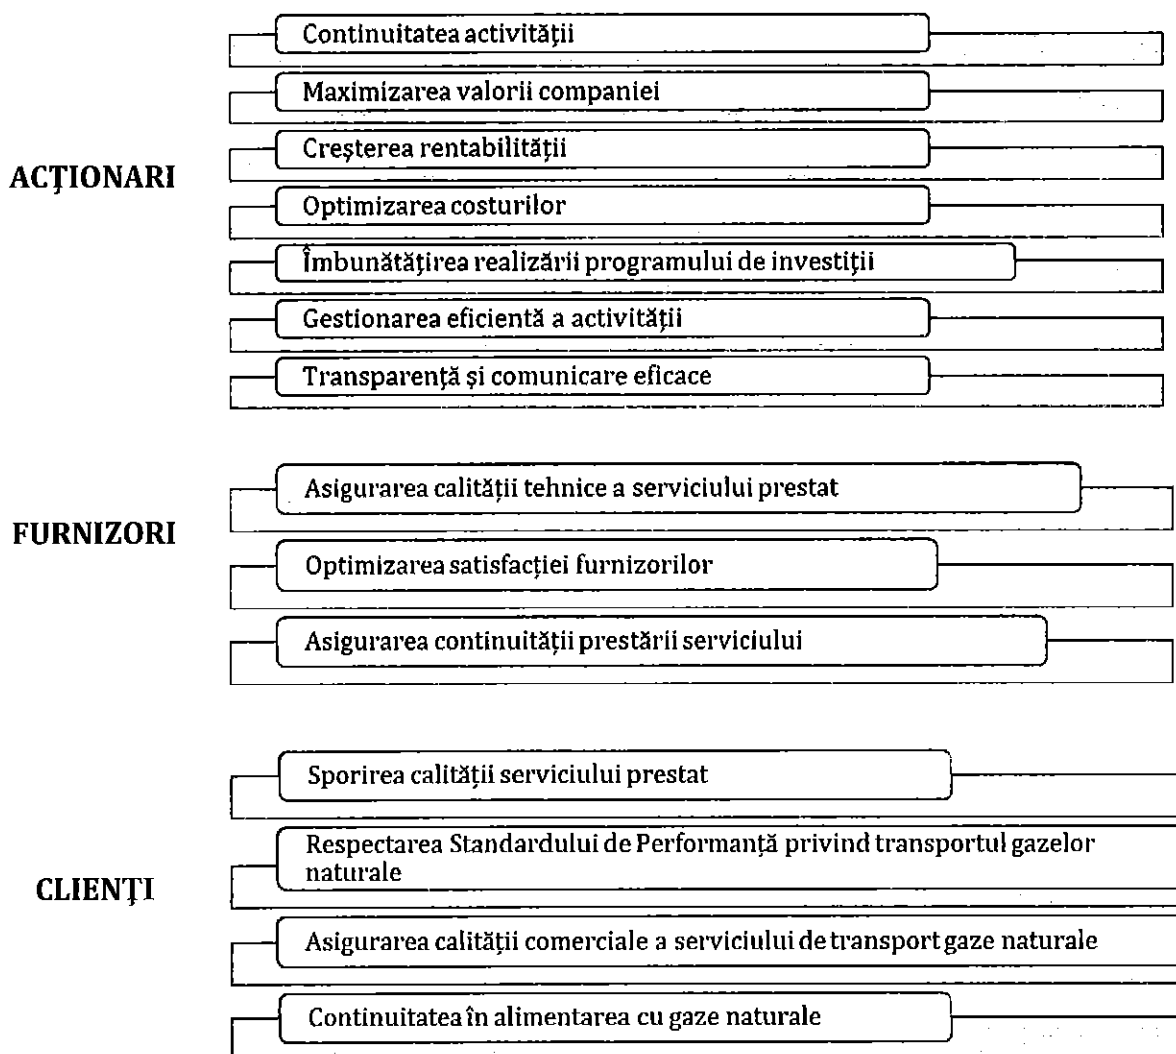 Continuitatea activității
Maximizarea valorii companiei
Creșterea rentabilității
ACȚIONARI
Optimizarea costurilor
Îmbunătățirea realizării programului de investiții
Gestionarea eficientă a activității
Transparență și comunicare eficace
Asigurarea calității tehnice a serviciului prestat
FURNIZORI
Optimizarea satisfacției furnizorilor
Asigurarea continuității prestării serviciului
Sporirea calității serviciului prestat
Respectarea Standardului de Performanță privind transportul gazelor
naturale
CLIENȚI
Asigurarea calității comerciale a serviciului de transport gaze naturale
Continuitatea în alimentarea cu gaze naturale